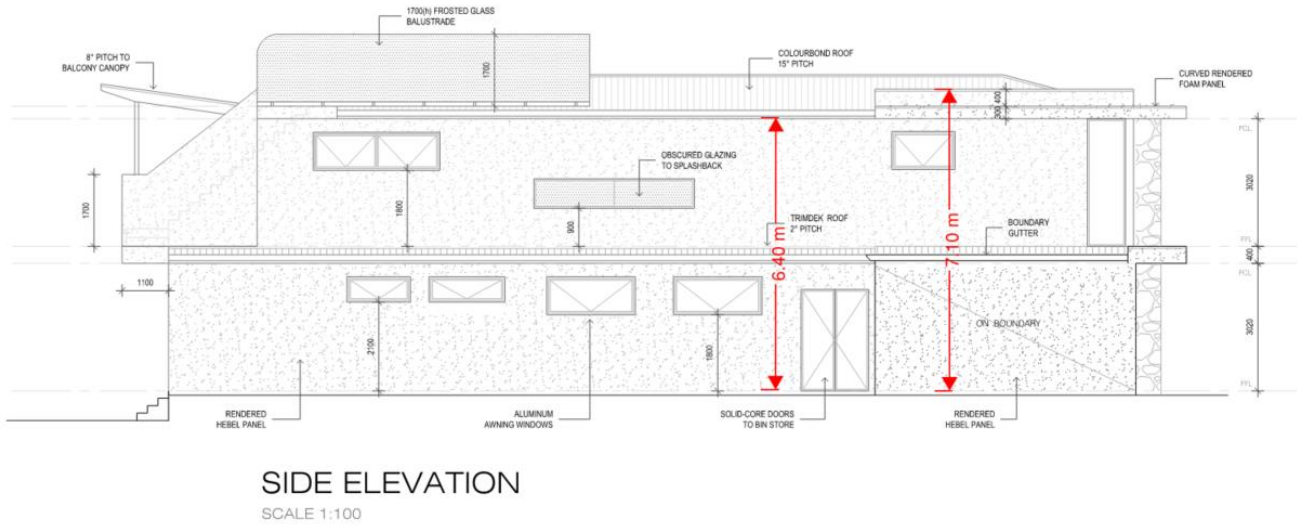 1700(h) FROSTED GLASS
BALUSTRADE
8° PITCH TO
BALCONY CANOPY
1700
COLOURBOND ROOF
15° PITCH
CURVED RENDERED
FOAM PANEL
300 400
PCL
OBSCURED GLAZING
TO SPLASHBACK
1700
1800
900
3020
6.40 m
7.10 m
TRIMDEK ROOF
2° PITCH
BOUNDARY
GUTTER
FFL
400
PCL
1100
2100
1800
ON BOUNDARY
3020
FFL
RENDERED
HEBEL PANEL
ALUMINUM
AWNING WINDOWS
SOLID-CORE DOORS
TO BIN STORE
RENDERED
HEBEL PANEL
SIDE ELEVATION
SCALE 1:100